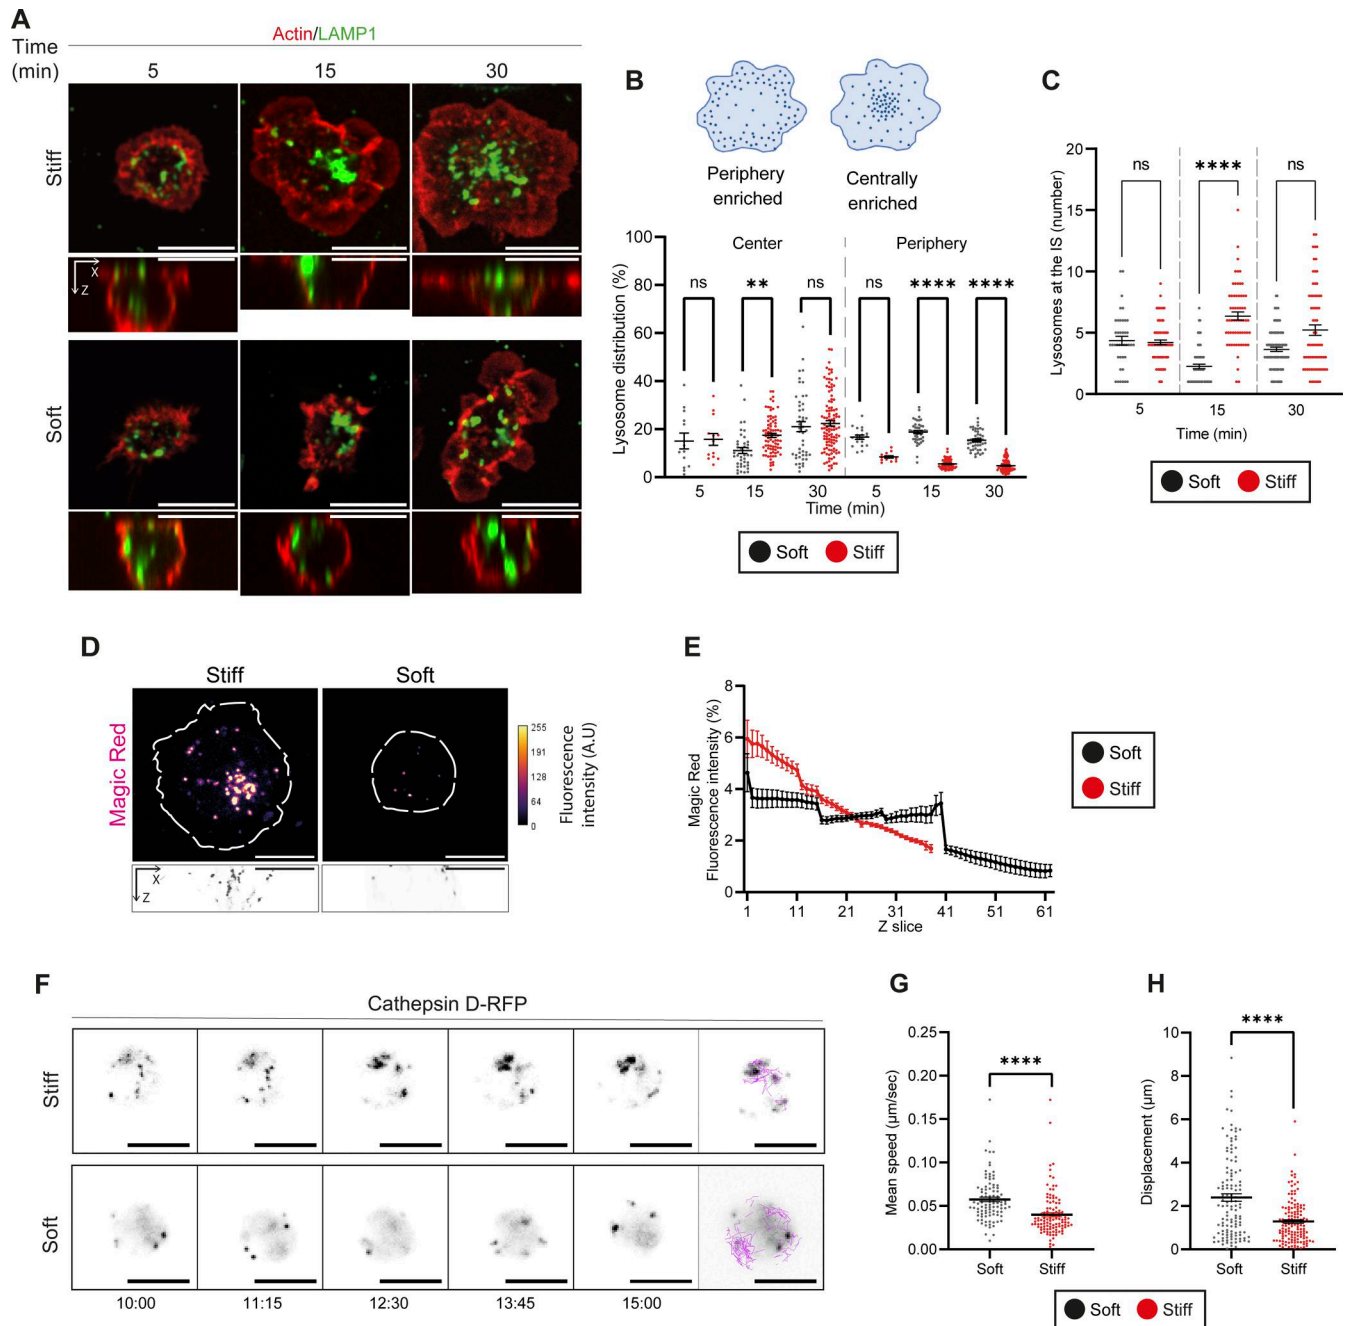 A
Time
(min)
Actin/LAMP1
5
15
30
Stiff
X
Z
Soft
B
Periphery
enriched
Centrally
enriched
Lysosome distribution (%)
100
80
60
40
20
0
Center
Periphery
ns
**
ns
ns
****
****
5
15
30
5
15
30
Time (min)
Soft
Stiff
C
Lysosomes at the IS (number)
20
15
10
5
0
ns
****
ns
5
15
30
Time (min)
Soft
Stiff
D
Stiff
Soft
Magic Red
X
Z
255
191
128
64
0
Fluorescence
intensity (A.U)
E
Magic Red
Fluorescence intensity (%)
8
6
4
2
0
1
11
21
31
41
51
61
Z slice
Soft
Stiff
F
Cathepsin D-RFP
Stiff
Soft
10:00
11:15
12:30
13:45
15:00
G
Mean speed (µm/sec)
0.25
0.20
0.15
0.10
0.05
0.00
****
Soft
Stiff
H
Displacement (µm)
10
8
6
4
2
0
****
Soft
Stiff
Soft
Stiff